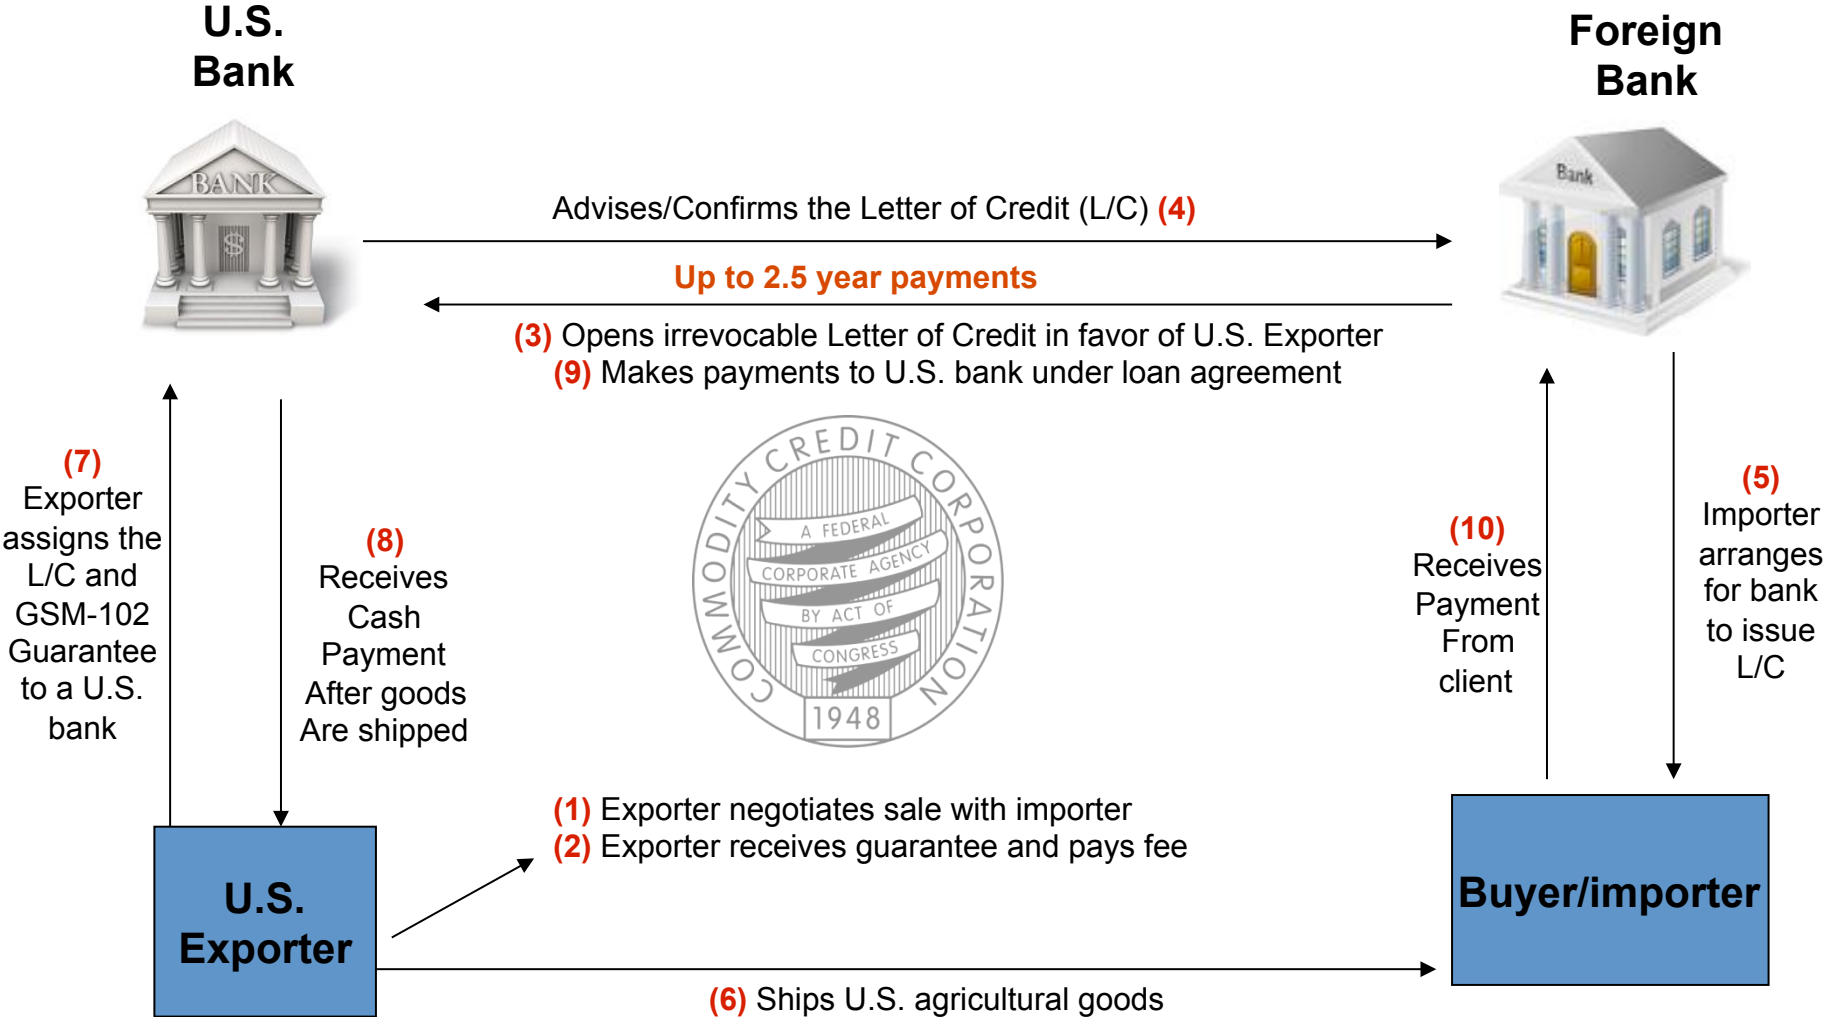 U.S.
Bank
Foreign
Bank
BANK
$
Bank
Advises/Confirms the Letter of Credit (L/C) (4)
Up to 2.5 year payments
(3) Opens irrevocable Letter of Credit in favor of U.S. Exporter
(9) Makes payments to U.S. bank under loan agreement
(7)
Exporter
assigns the
L/C and
GSM-102
Guarantee
to a U.S.
bank
(8)
Receives
Cash
Payment
After goods
Are shipped
COMMODITY CREDIT CORPORATION
A FEDERAL
CORPORATE AGENCY
BY ACT OF
CONGRESS
1948
(10)
Receives
Payment
From
client
(5)
Importer
arranges
for bank
to issue
L/C
(1) Exporter negotiates sale with importer
(2) Exporter receives guarantee and pays fee
U.S.
Exporter
Buyer/importer
(6) Ships U.S. agricultural goods